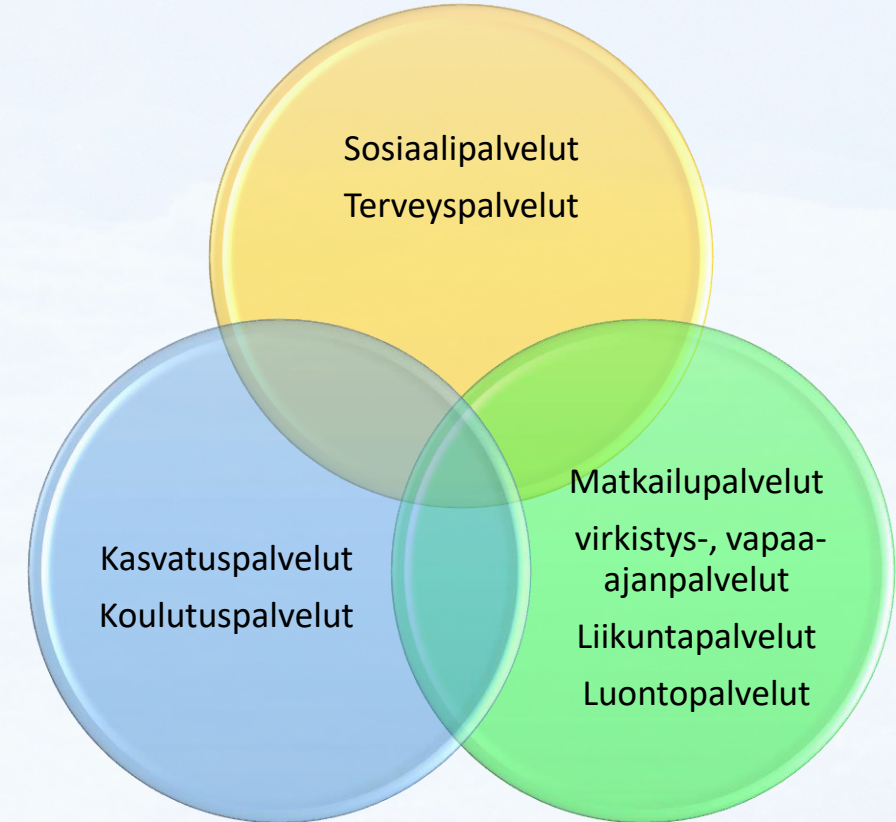 Sosiaalipalvelut
Terveyspalvelut
Matkailupalvelut
virkistys-, vapaa-
ajanpalvelut
Liikuntapalvelut
Luontopalvelut
Kasvatuspalvelut
Koulutuspalvelut